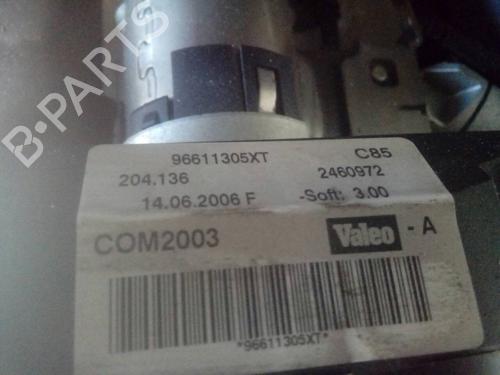 B-PARTS
96611305XT C85
204.136 2460972
14.06.2006 F -Soft: 3.00
COM2003 Valeo -A
*96611305XT*